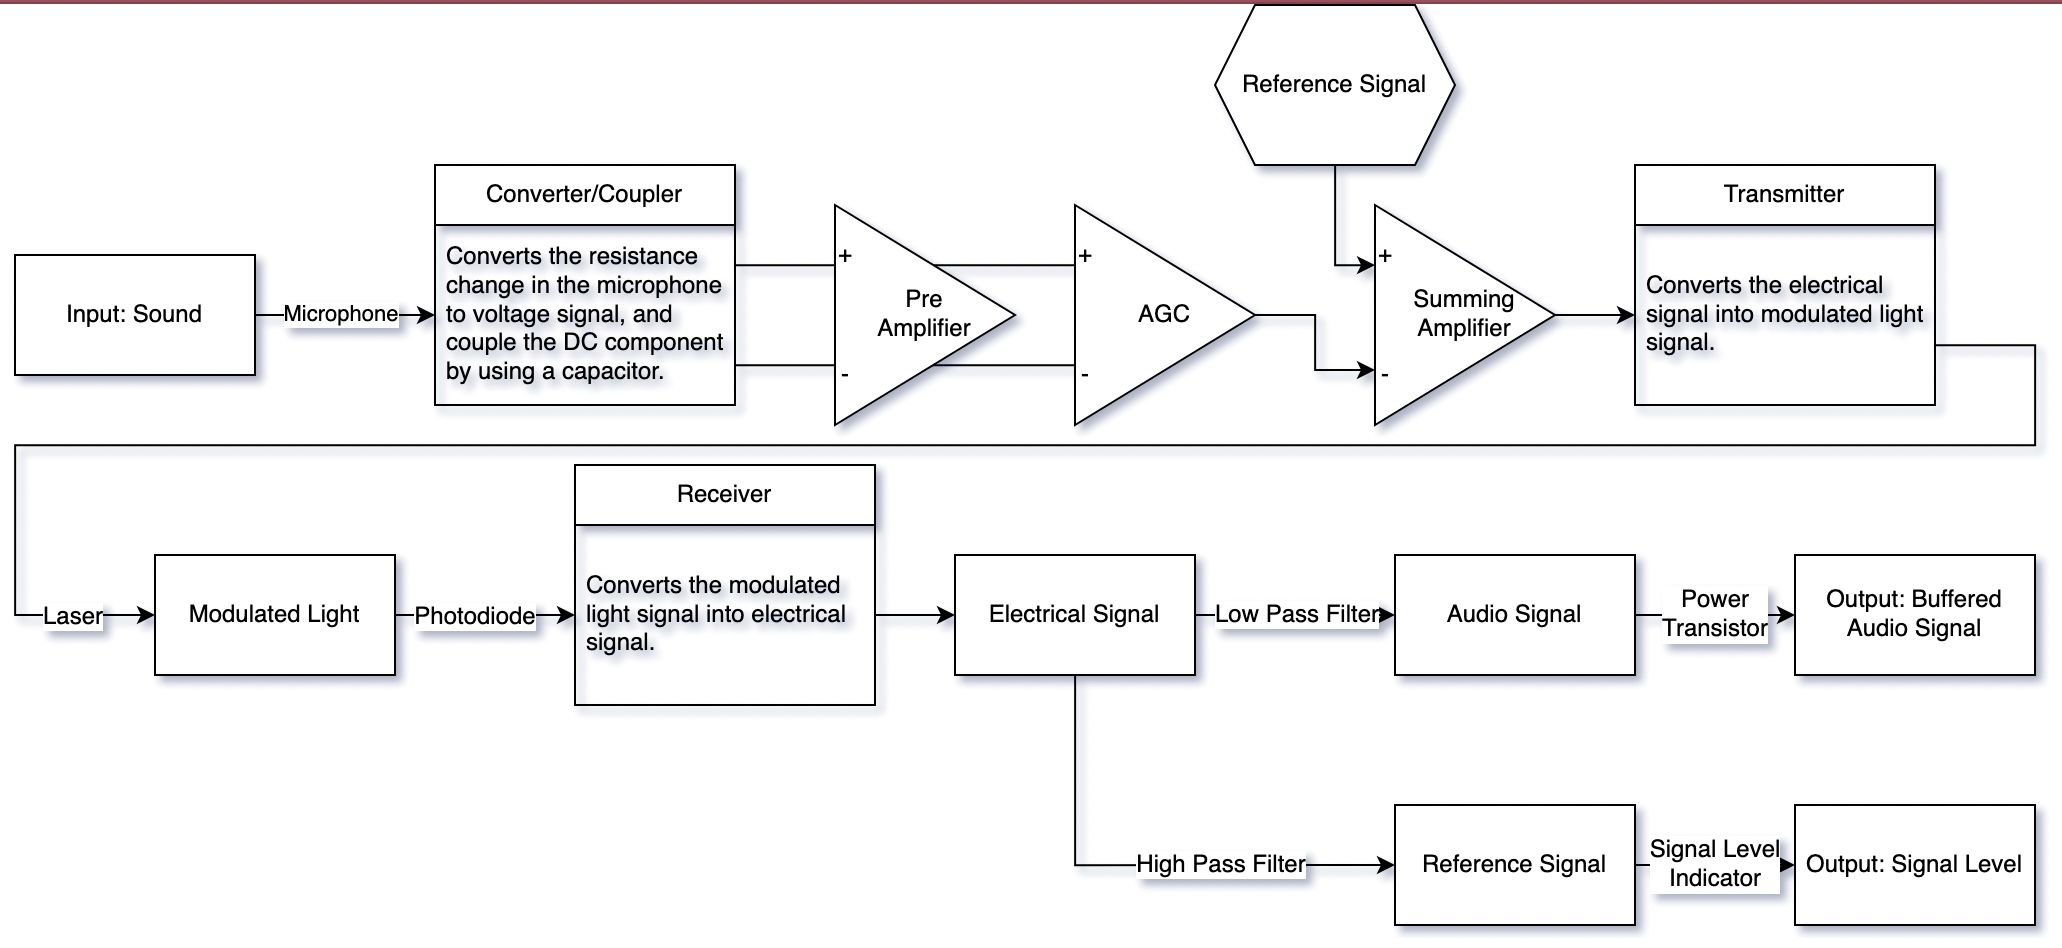 Reference Signal
Converter/Coupler
Transmitter
Input: Sound
Microphone
Converts the resistance
change in the microphone
to voltage signal, and
couple the DC component
by using a capacitor.
+
-
Pre
Amplifier
+
-
AGC
+
-
Summing
Amplifier
Converts the electrical
signal into modulated light
signal.
Receiver
Laser
Modulated Light
Photodiode
Converts the modulated
light signal into electrical
signal.
Electrical Signal
Low Pass Filter
Audio Signal
Power
Transistor
Output: Buffered
Audio Signal
High Pass Filter
Reference Signal
Signal Level
Indicator
Output: Signal Level